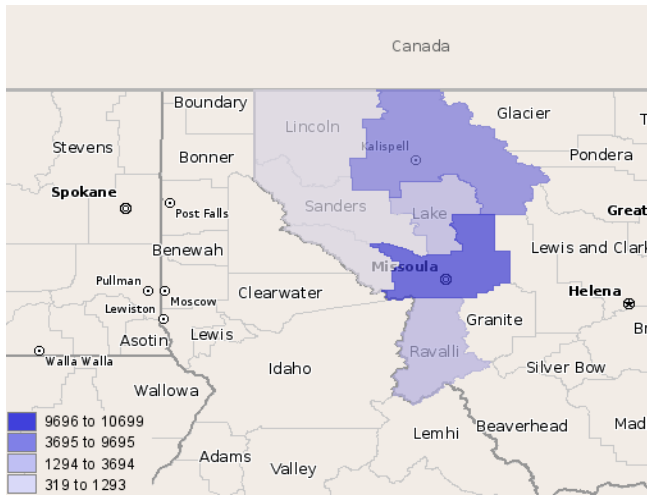 Canada
Boundary
Glacier
Lincoln
Stevens
Kalispell
T
Bonner
Pondera
Spokane
Sanders
Lake
Post Falls
Great
Benewah
Lewis and Clark
Missoula
Pullman
Clearwater
Helena
Moscow
Lewiston
Granite
Asotin
Lewis
Br
Ravalli
Walla Walla
Idaho
Silver Bow
Wallowa
9696 to 10699
Beaverhead
Mad
3695 to 9695
Lemhi
1294 to 3694
Adams
Valley
319 to 1293